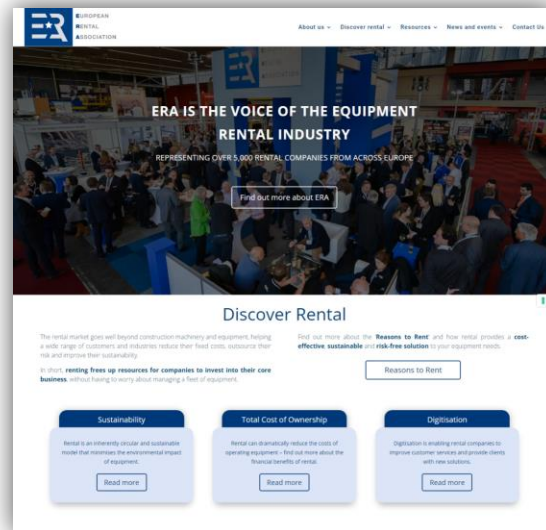 EUROPEAN
RENTAL
ASSOCIATION
About us
Discover rental
Resources
News and events
Contact Us
ERA IS THE VOICE OF THE EQUIPMENT
RENTAL INDUSTRY
REPRESENTING OVER 5,000 RENTAL COMPANIES FROM ACROSS EUROPE
Find out more about ERA
Discover Rental
The rental market goes well beyond construction machinery and equipment, helping
a wide range of customers and industries reduce their fixed costs, outsource their
risk and improve their sustainability.
In short, renting frees up resources for companies to invest into their core
business, without having to worry about managing a fleet of equipment.
Find out more about the 'Reasons to Rent' and how rental provides a cost-
effective, sustainable and risk-free solution to your equipment needs.
Reasons to Rent
Sustainability
Rental is an inherently circular and sustainable
model that minimises the environmental impact
of equipment.
Read more
Total Cost of Ownership
Rental can dramatically reduce the costs of
operating equipment – find out more about the
financial benefits of rental.
Read more
Digitisation
Digitisation is enabling rental companies to
improve customer services and provide clients
with new solutions.
Read more